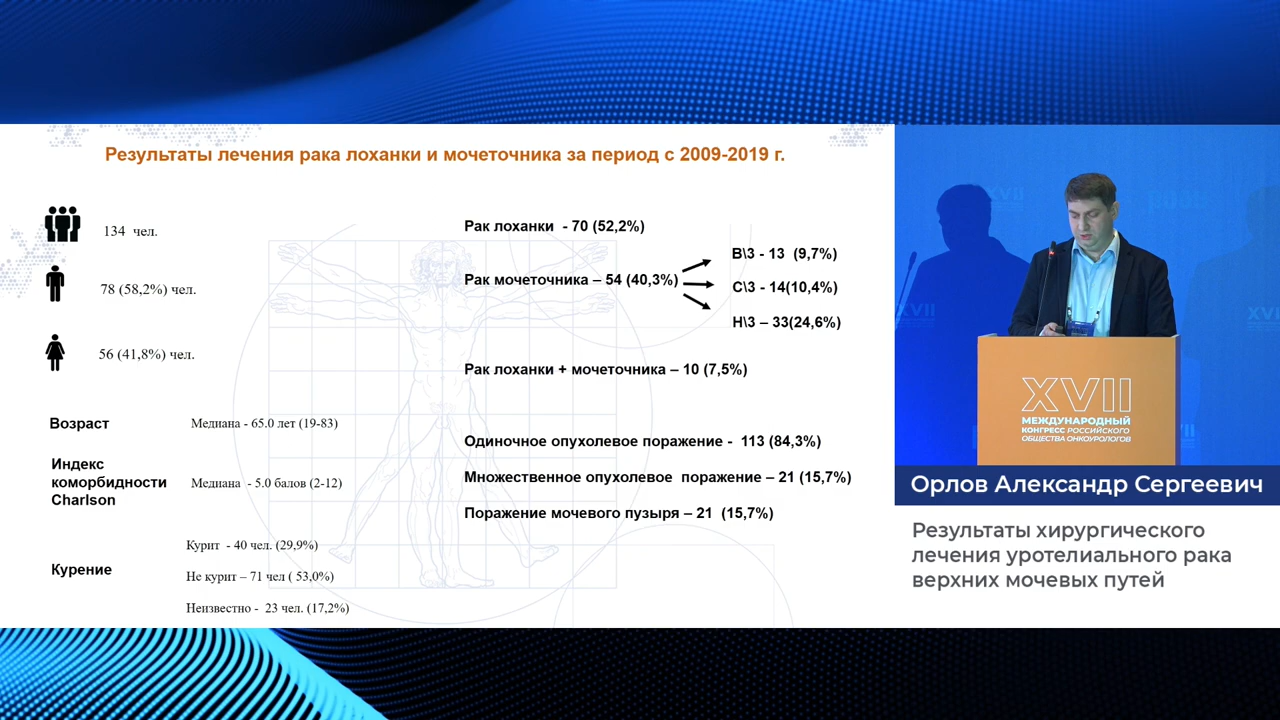 Результаты лечения рака лоханки и мочеточника за период с 2009-2019 г.
134 чел.
78 (58,2%) чел.
56 (41,8%) чел.
Возраст
Медиана - 65.0 лет (19-83)
Индекс
коморбидности
Charlson
Медиана - 5.0 балов (2-12)
Курение
Курит - 40 чел. (29,9%)
Не курит – 71 чел ( 53,0%)
Неизвестно - 23 чел. (17,2%)
Рак лоханки - 70 (52,2%)
Рак мочеточника – 54 (40,3%)
В\3 - 13 (9,7%)
С\3 - 14(10,4%)
Н\3 – 33(24,6%)
Рак лоханки + мочеточника – 10 (7,5%)
Одиночное опухолевое поражение - 113 (84,3%)
Множественное опухолевое поражение – 21 (15,7%)
Поражение мочевого пузыря – 21 (15,7%)
XVII
МЕЖДУНАРОДНЫЙ
КОНГРЕСС РОССИЙСКОГО
ОБЩЕСТВА ОНКОУРОЛОГОВ
Орлов Александр Сергеевич
Результаты хирургического
лечения уротелиального рака
верхних мочевых путей